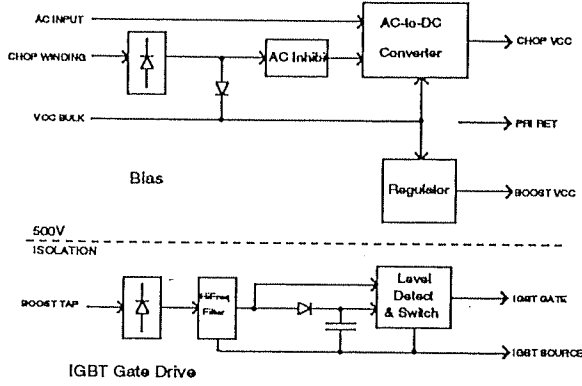 AC INPUT
AC-to-DC
Converter
CHOP VCC
CHOP WINDING
AC Inhibit
VCC BULK
PRI RET
Bias
Regulator
BOOST VCC
500V
ISOLATION
BOOST TAP
HiFreq
Filter
Level
Detect
& Switch
IGBT GATE
IGBT SOURCE
IGBT Gate Drive